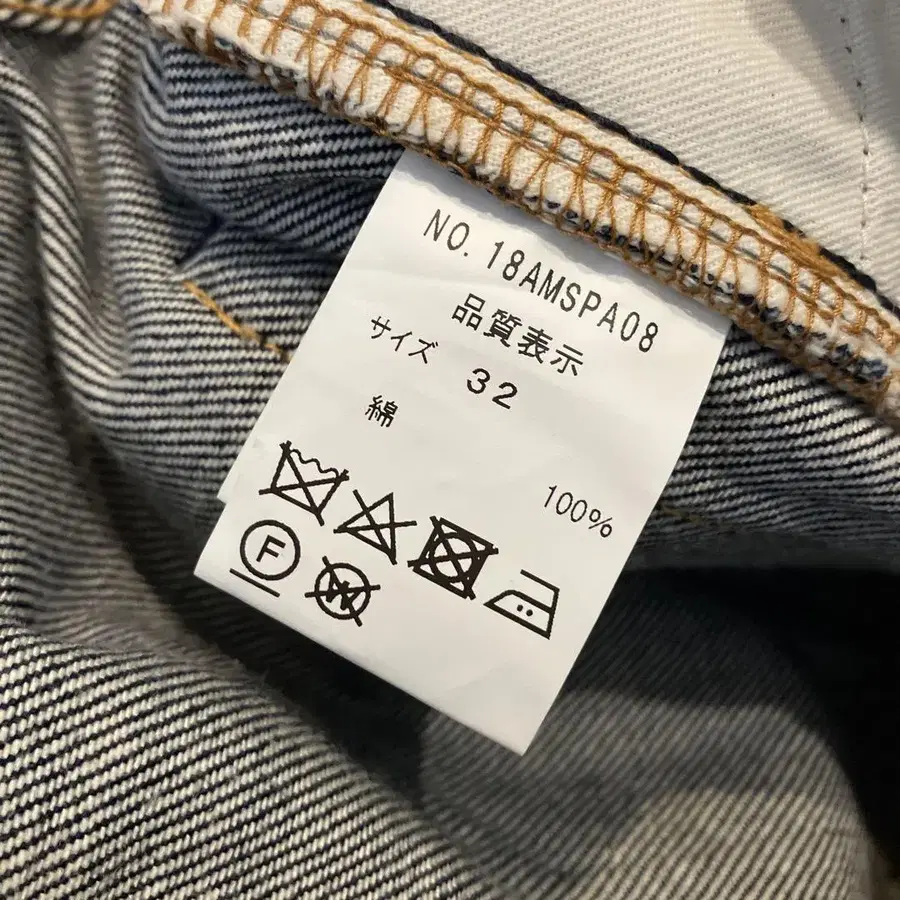 NO. 18AMSPA08
品質表示
サイズ 32
綿 100%
F
W